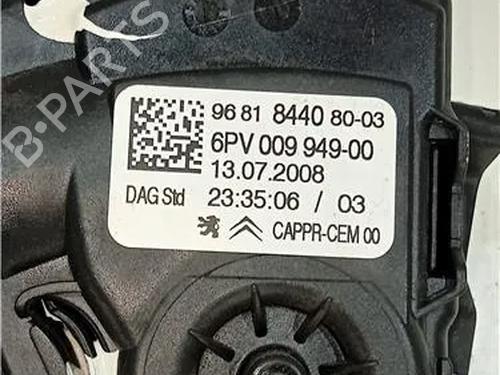 B-PARTS
96 81 8440 80-03
6PV 009 949-00
13.07.2008
DAG Std 23:35:06 / 03
CAPPR-CEM 00